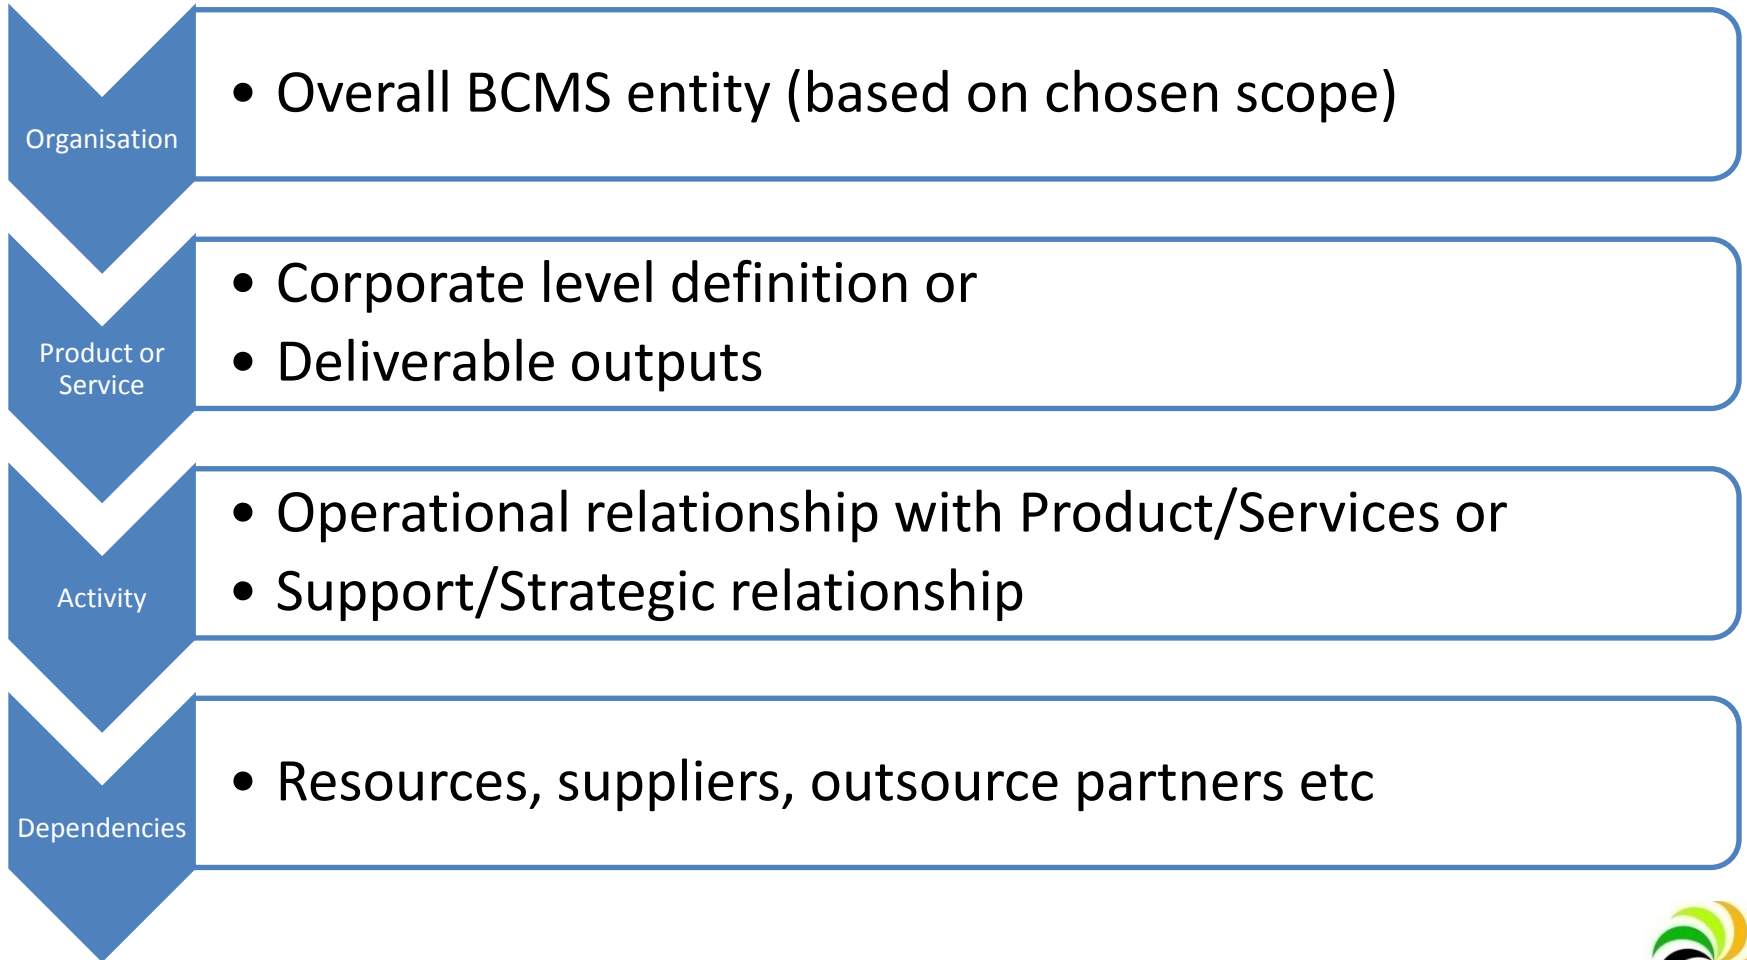 Organisation
• Overall BCMS entity (based on chosen scope)
Product or
Service
• Corporate level definition or
• Deliverable outputs
Activity
• Operational relationship with Product/Services or
• Support/Strategic relationship
Dependencies
• Resources, suppliers, outsource partners etc